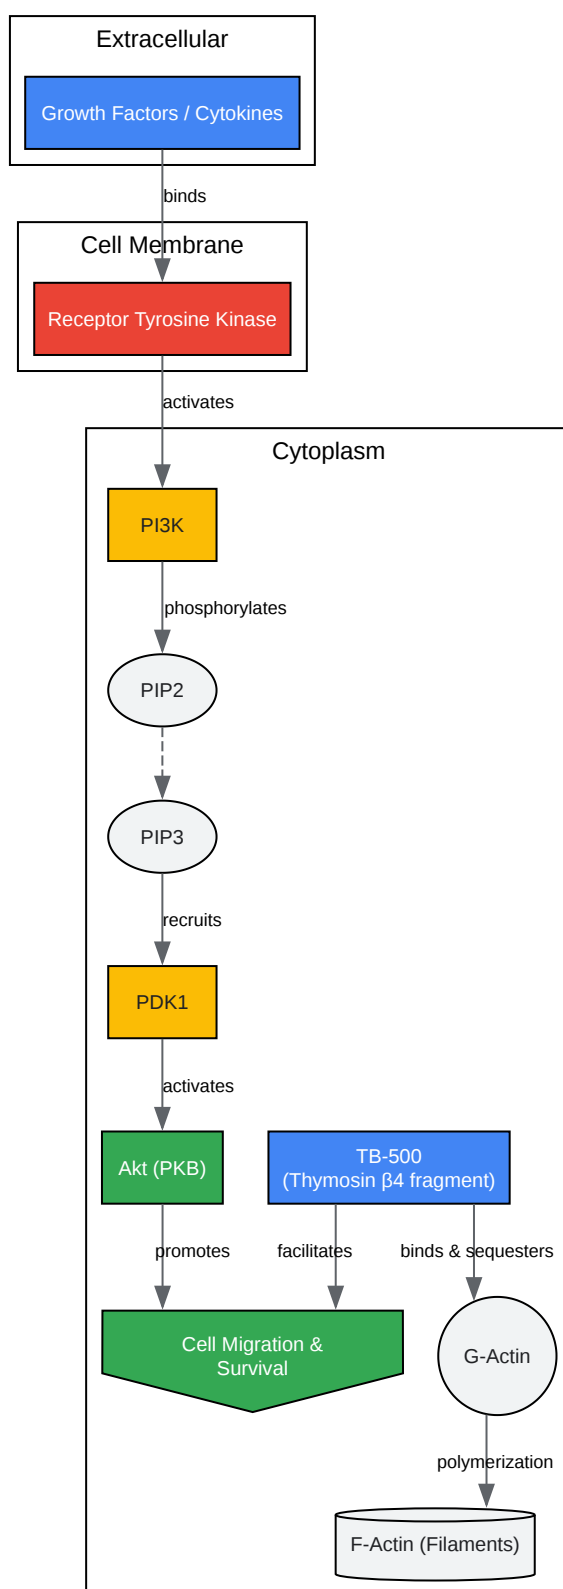 Extracellular
Growth Factors / Cytokines
binds
Cell Membrane
Receptor Tyrosine Kinase
activates
Cytoplasm
PI3K
phosphorylates
PIP2
PIP3
recruits
PDK1
activates
Akt (PKB)
TB-500
(Thymosin β4 fragment)
promotes
facilitates
binds & sequesters
Cell Migration &
Survival
G-Actin
polymerization
F-Actin (Filaments)